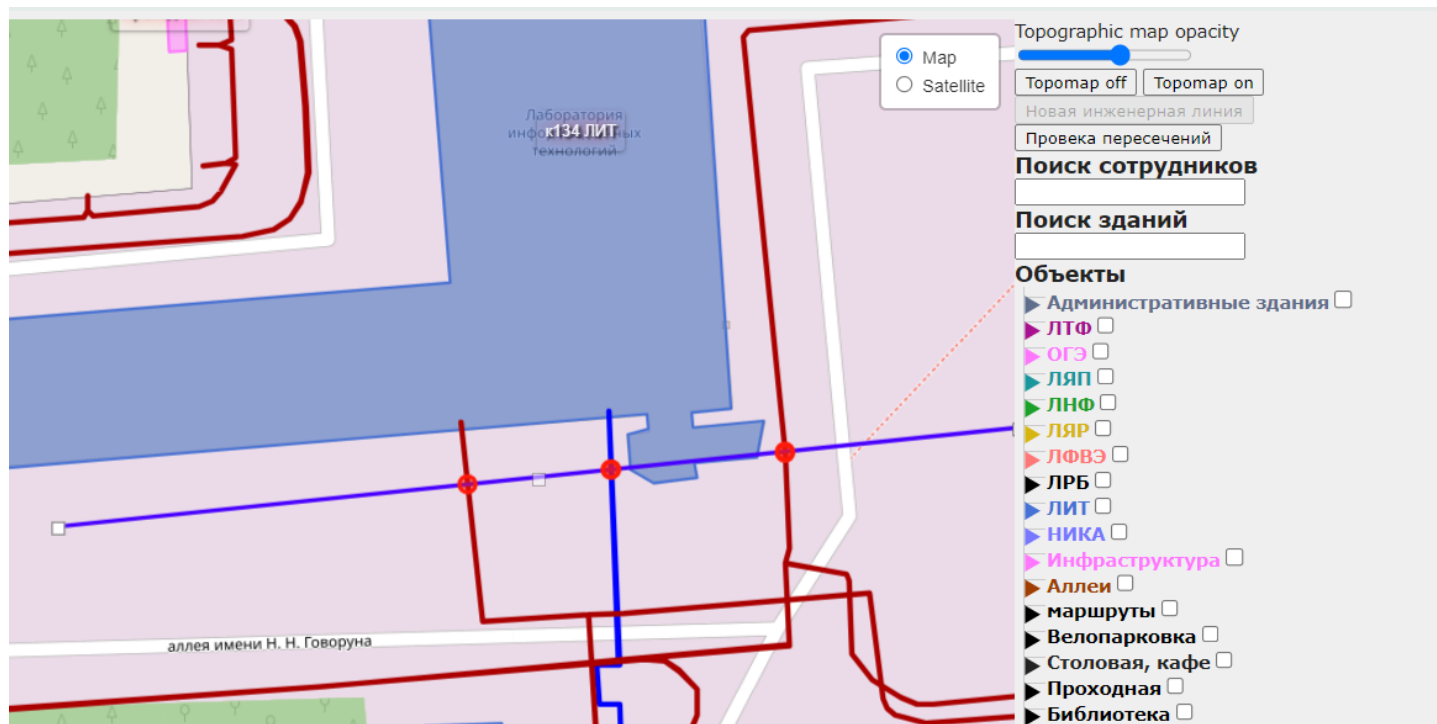 Map
Satellite
Лаборатория
информационных
технологий
к134 ЛИТ
аллея имени Н. Н. Говоруна
Topographic map opacity
Topomap off Topomap on
Новая инженерная линия
Провека пересечений
Поиск сотрудников
Поиск зданий
Объекты
Административные здания
ЛТФ
ОГЭ
ЛЯП
ЛНФ
ЛЯР
ЛФВЭ
ЛРБ
ЛИТ
НИКА
Инфраструктура
Аллеи
маршруты
Велопарковка
Столовая, кафе
Проходная
Библиотека